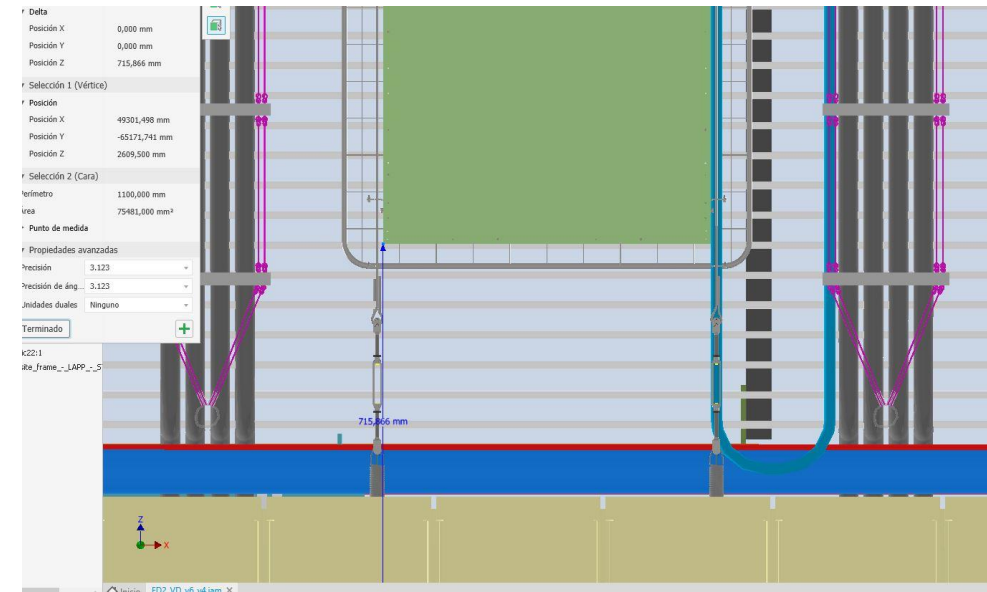 Delta
Posición X 0,000 mm
Posición Y 0,000 mm
Posición Z 715,866 mm
Selección 1 (Vértice)
Posición
Posición X 49301,498 mm
Posición Y -65171,741 mm
Posición Z 2609,500 mm
Selección 2 (Cara)
Perímetro 1100,000 mm
Área 75481,000 mm²
Punto de medida
Propiedades avanzadas
Precisión 3.123
Precisión de áng... 3.123
Unidades duales Ninguno
Terminado
ic22:1
site_frame_-_LAPP_-_5
715,866 mm
Z
X
Inicio FD2_VD_v6_v4.iam X